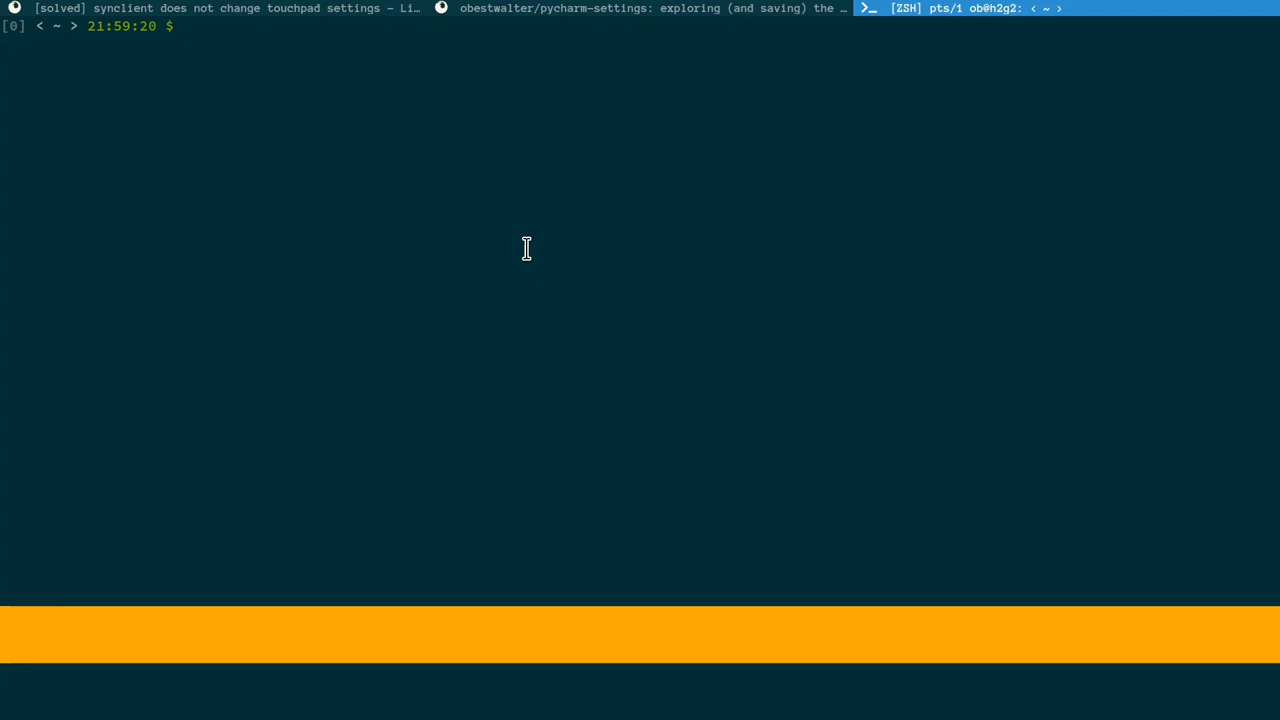 [solved] synclient does not change touchpad settings – Li…
obestwalter/pycharm-settings: exploring (and saving) the …
[ZSH] pts/1 ob@h2g2: ‹ ~ ›
[0] < ~ > 21:59:20 $